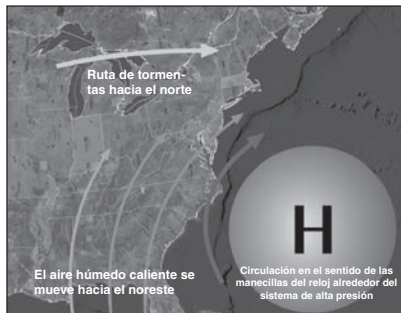 Ruta de tormen-
tas hacia el norte
H
El aire húmedo caliente se
mueve hacia el noreste
Circulación en el sentido de las
manecillas del reloj alrededor del
sistema de alta presión